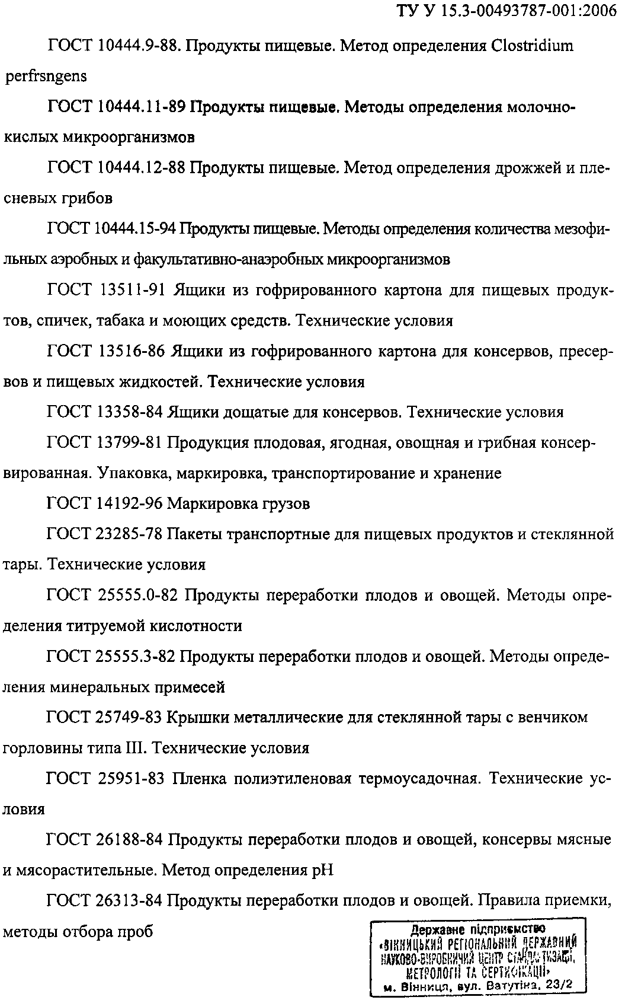 ТУ У 15.3-00493787-001:2006
ГОСТ 10444.9-88. Продукты пищевые. Метод определения Clostridium
perfrsngens
ГОСТ 10444.11-89 Продукты пищевые. Методы определения молочно-
кислых микроорганизмов
ГОСТ 10444.12-88 Продукты пищевые. Метод определения дрожжей и пле-
сневых грибов
ГОСТ 10444.15-94 Продукты пищевые. Методы определения количества мезофи-
льных аэробных и факультативно-анаэробных микроорганизмов
ГОСТ 13511-91 Ящики из гофрированного картона для пищевых продук-
тов, спичек, табака и моющих средств. Технические условия
ГОСТ 13516-86 Ящики из гофрированного картона для консервов, пресер-
вов и пищевых жидкостей. Технические условия
ГОСТ 13358-84 Ящики дощатые для консервов. Технические условия
ГОСТ 13799-81 Продукция плодовая, ягодная, овощная и грибная консер-
вированная. Упаковка, маркировка, транспортирование и хранение
ГОСТ 14192-96 Маркировка грузов
ГОСТ 23285-78 Пакеты транспортные для пищевых продуктов и стеклянной
тары. Технические условия
ГОСТ 25555.0-82 Продукты переработки плодов и овощей. Методы опре-
деления титруемой кислотности
ГОСТ 25555.3-82 Продукты переработки плодов и овощей. Методы опреде-
ления минеральных примесей
ГОСТ 25749-83 Крышки металлические для стеклянной тары с венчиком
горловины типа III. Технические условия
ГОСТ 25951-83 Пленка полиэтиленовая термоусадочная. Технические ус-
ловия
ГОСТ 26188-84 Продукты переработки плодов и овощей, консервы мясные
и мясорастительные. Метод определения pH
ГОСТ 26313-84 Продукты переработки плодов и овощей. Правила приемки,
методы отбора проб
Державне підприємство
«ВІННИЦЬКИЙ РЕГІОНАЛЬНИЙ ДЕРЖАВНИЙ
НАУКОВО-ВИРОБНИЧИЙ ЦЕНТР СТАНДАРТИЗАЦІЇ,
МЕТРОЛОГІЇ ТА СЕРТИФІКАЦІЇ»
м. Вінниця, вул. Ватутіна, 23/2